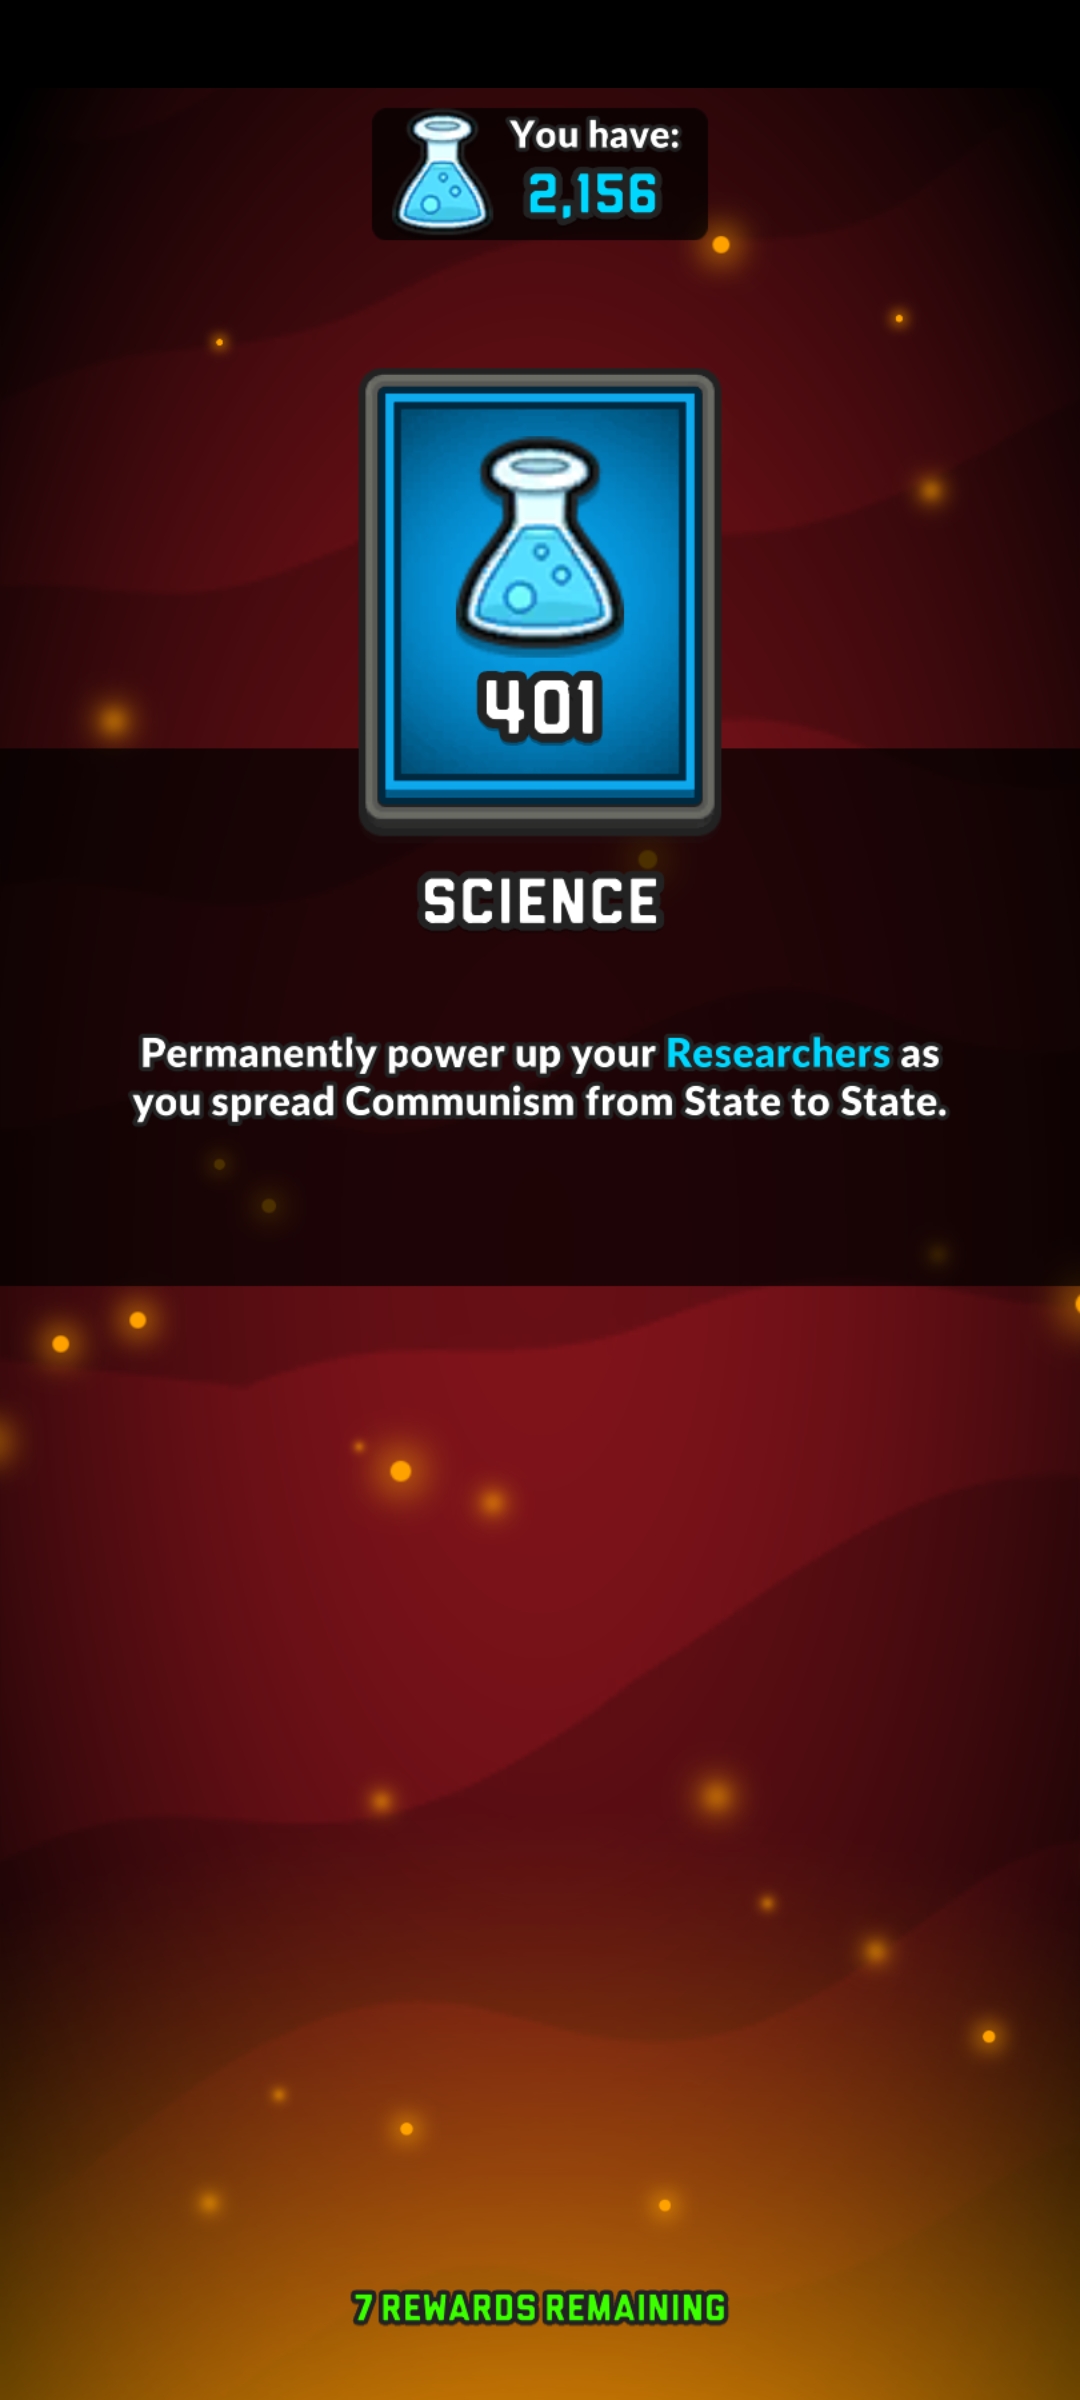 You have:
2,156
401
SCIENCE
Permanently power up your Researchers as
you spread Communism from State to State.
7 REWARDS REMAINING